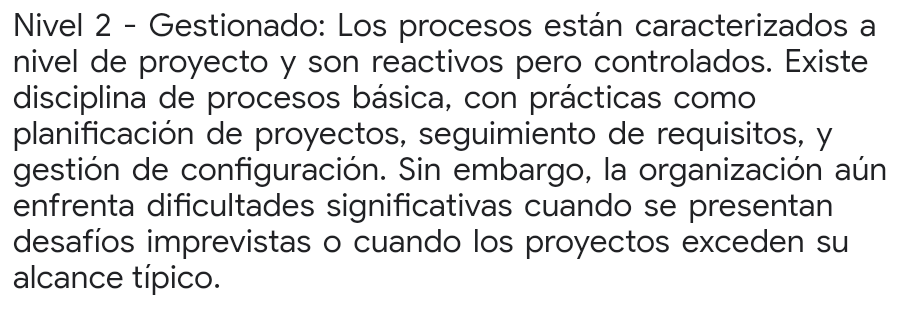 Nivel 2 - Gestionado: Los procesos están caracterizados a
nivel de proyecto y son reactivos pero controlados. Existe
disciplina de procesos básica, con prácticas como
planificación de proyectos, seguimiento de requisitos, y
gestión de configuración. Sin embargo, la organización aún
enfrenta dificultades significativas cuando se presentan
desafíos imprevistas o cuando los proyectos exceden su
alcance típico.